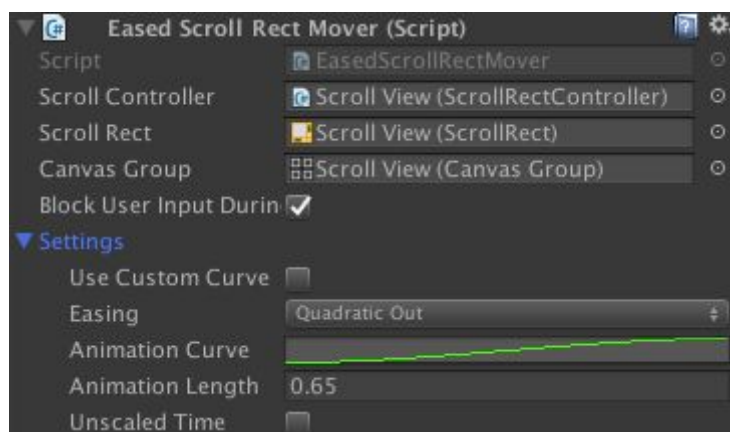 Eased Scroll Rect Mover (Script)
Script EasedScrollRectMover
Scroll Controller Scroll View (ScrollRectController)
Scroll Rect Scroll View (ScrollRect)
Canvas Group Scroll View (Canvas Group)
Block User Input Durin
Settings
Use Custom Curve
Easing Quadratic Out
Animation Curve
Animation Length 0.65
Unscaled Time